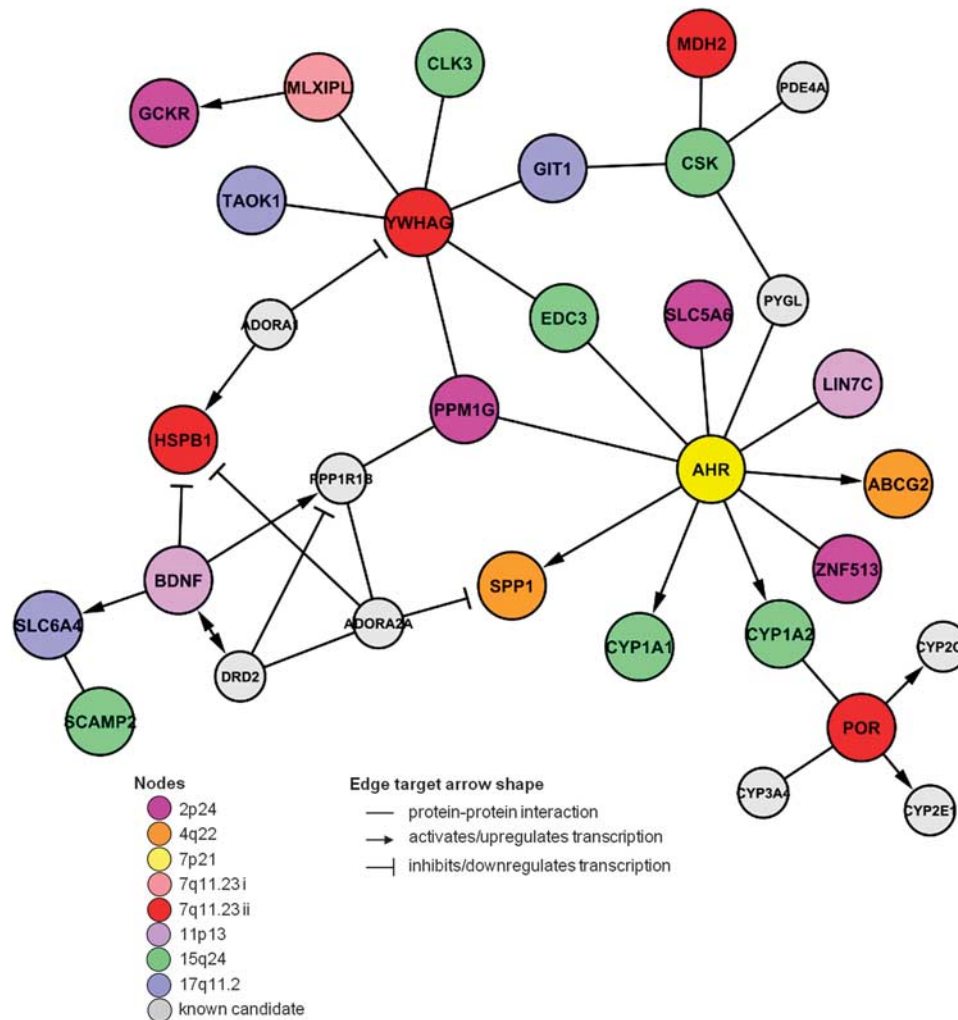 MDH2
CLK3
MLXIPL
PDE4A
GCKR
GIT1
CSK
TAOK1
YWHAG
PYGL
SLC5A6
EDC3
ADORA1
LIN7C
PPM1G
HSPB1
AHR
PPP1R1B
ABCG2
ZNF513
BDNF
SPP1
SLC6A4
ADORA2A
CYP1A2
CYP1A1
CYP2C
DRD2
SCAMP2
POR
CYP3A4
CYP2E1
Nodes
2p24
4q22
7p21
7q11.23 i
7q11.23 ii
11p13
15q24
17q11.2
known candidate
Edge target arrow shape
protein-protein interaction
activates/upregulates transcription
inhibits/downregulates transcription